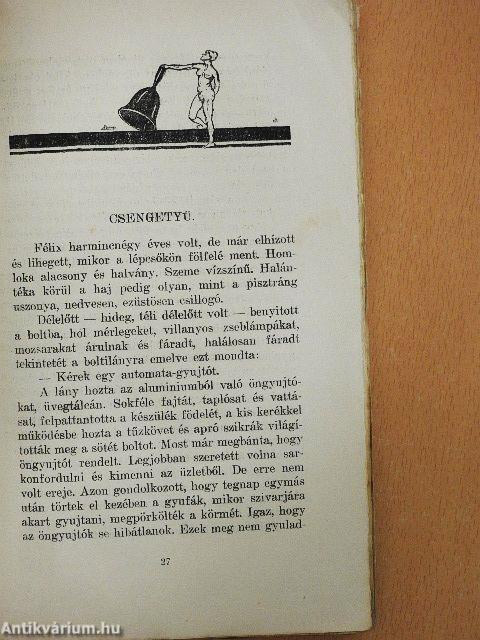 CSENGETYÜ.
Félix harmincnégy éves volt, de már elhízott
és lihegett, mikor a lépcsőkön fölfelé ment. Hom-
loka alacsony és halvány. Szeme vízszínű. Halán-
téka körül a haj pedig olyan, mint a pisztráng
uszonya, nedvesen, ezüstösen csillogó.
Délelőtt — hideg, téli délelőtt volt — benyitott
a boltba, hol mérlegeket, villanyos zseblámpákat,
mozsarakat árulnak és fáradt, halálosan fáradt
tekintetét a boltilányra emelve ezt mondta:
— Kérek egy automata-gyujtót.
A lány hozta az aluminiumból való öngyujtó-
kat, üvegtálcán. Sokféle fajtát, taplósat és vattá-
sat, felpattantotta a készülék födelét, a kis kerékkel
működésbe hozta a tűzkövet és apró szikrák világí-
tották meg a sötét boltot. Most már megbánta, hogy
öngyujtót rendelt. Legjobban szeretett volna sar-
konfordulni és kimenni az üzletből. De erre nem
volt ereje. Azon gondolkozott, hogy tegnap egymás
után törtek el kezében a gyufák, mikor szivarjára
akart gyujtani, megpörkölték a körmét. Igaz, hogy
az öngyujtók se hibátlanok. Ezek meg nem gyulad-
27
Antikvárium.hu